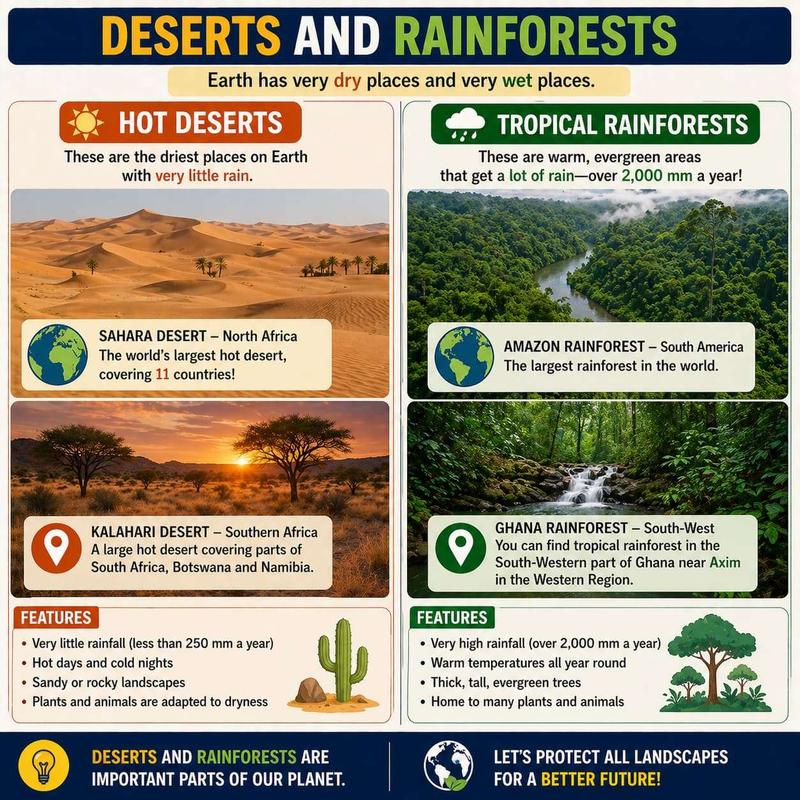 DESERTS AND RAINFORESTS
Earth has very dry places and very wet places.
HOT DESERTS
These are the driest places on Earth
with very little rain.
SAHARA DESERT – North Africa
The world's largest hot desert,
covering 11 countries!
KALAHARI DESERT – Southern Africa
A large hot desert covering parts of
South Africa, Botswana and Namibia.
FEATURES
• Very little rainfall (less than 250 mm a year)
• Hot days and cold nights
• Sandy or rocky landscapes
• Plants and animals are adapted to dryness
TROPICAL RAINFORESTS
These are warm, evergreen areas
that get a lot of rain—over 2,000 mm a year!
AMAZON RAINFOREST – South America
The largest rainforest in the world.
GHANA RAINFOREST – South-West
You can find tropical rainforest in the
South-Western part of Ghana near Axim
in the Western Region.
FEATURES
• Very high rainfall (over 2,000 mm a year)
• Warm temperatures all year round
• Thick, tall, evergreen trees
• Home to many plants and animals
DESERTS AND RAINFORESTS ARE
IMPORTANT PARTS OF OUR PLANET.
LET'S PROTECT ALL LANDSCAPES
FOR A BETTER FUTURE!